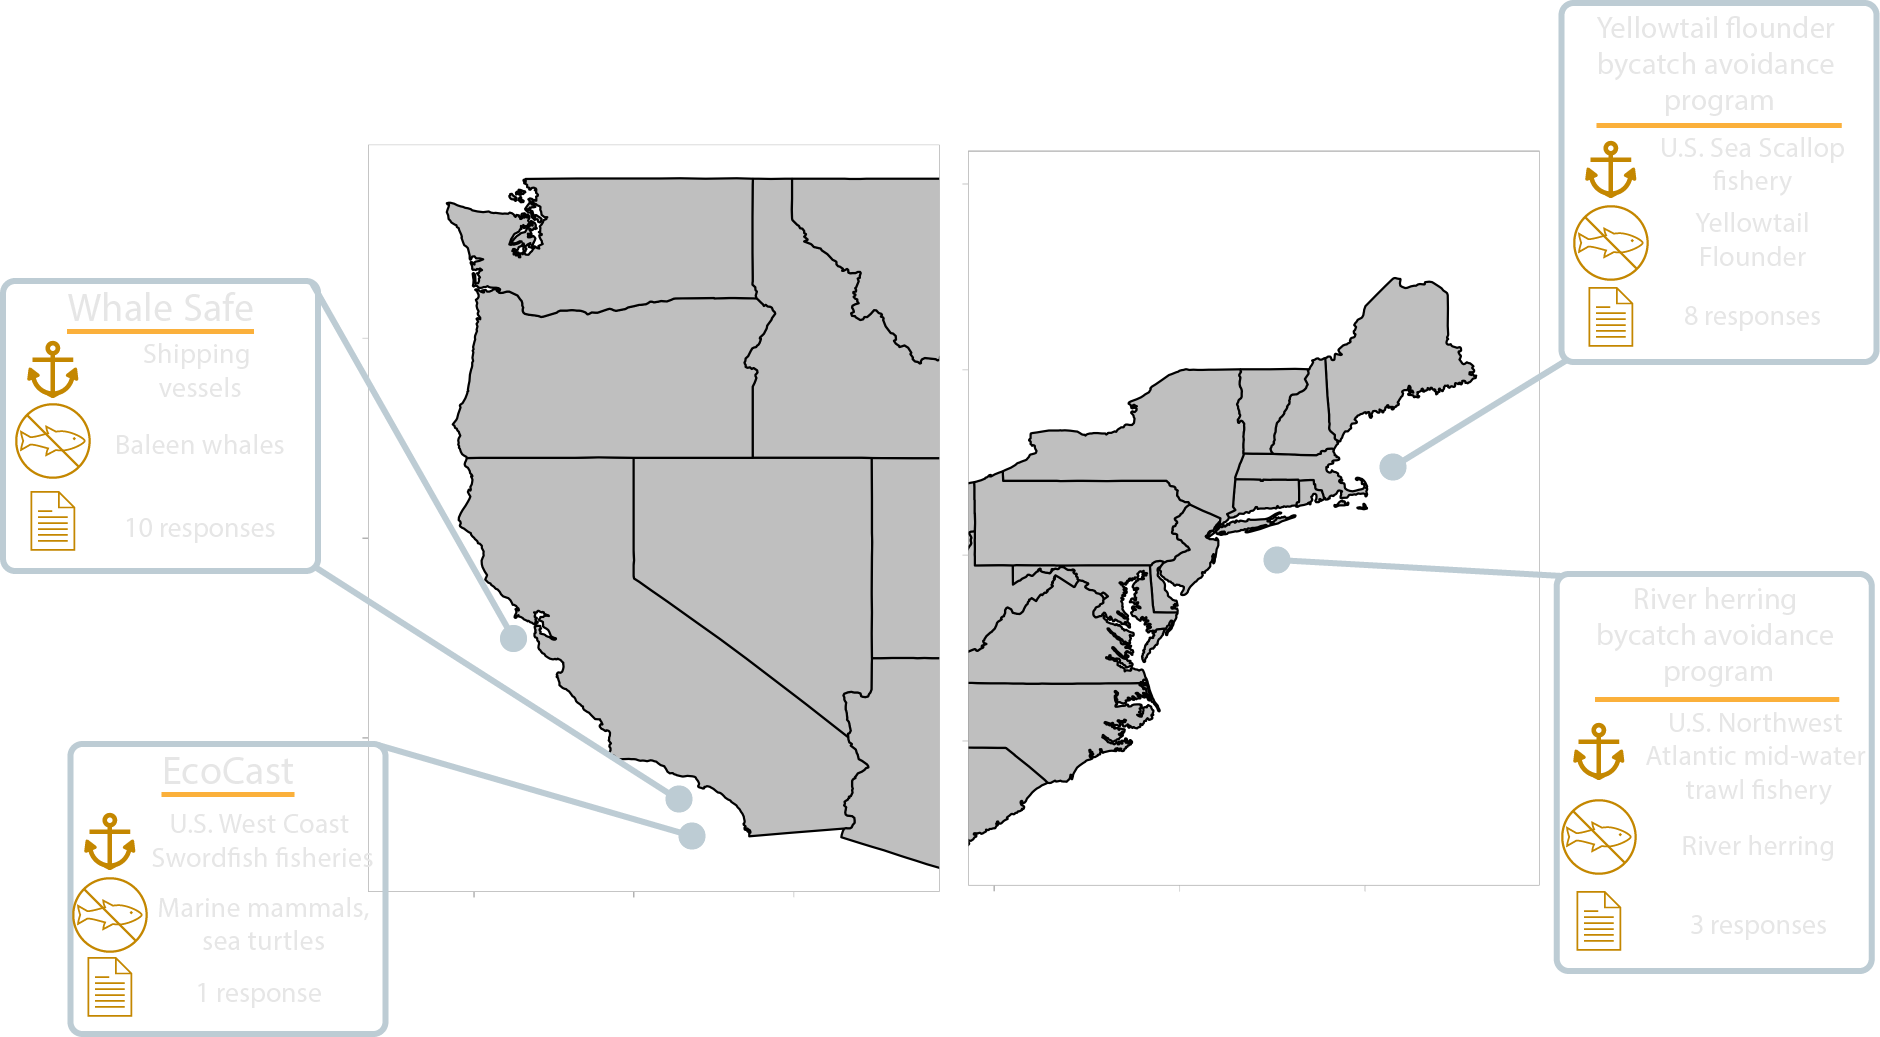 Whale Safe
Shipping
vessels
Baleen whales
10 responses
EcoCast
U.S. West Coast
Swordfish fisheries
Marine mammals,
sea turtles
1 response
Yellowtail flounder
bycatch avoidance
program
U.S. Sea Scallop
fishery
Yellowtail
Flounder
8 responses
River herring
bycatch avoidance
program
U.S. Northwest
Atlantic mid-water
trawl fishery
River herring
3 responses